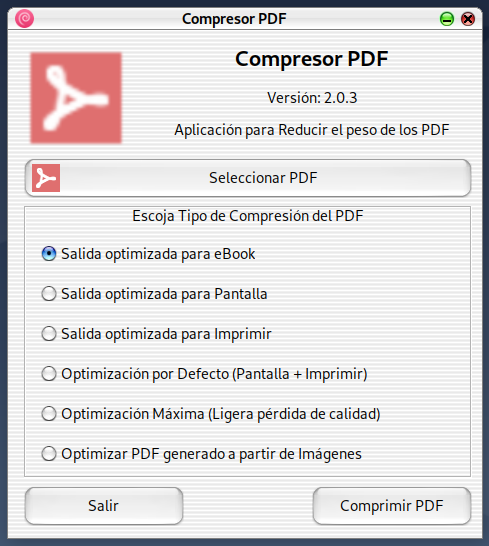 Compresor PDF
Compresor PDF
Versión: 2.0.3
Aplicación para Reducir el peso de los PDF
Seleccionar PDF
Escoja Tipo de Compresión del PDF
Salida optimizada para eBook
Salida optimizada para Pantalla
Salida optimizada para Imprimir
Optimización por Defecto (Pantalla + Imprimir)
Optimización Máxima (Ligera pérdida de calidad)
Optimizar PDF generado a partir de Imágenes
Salir
Comprimir PDF